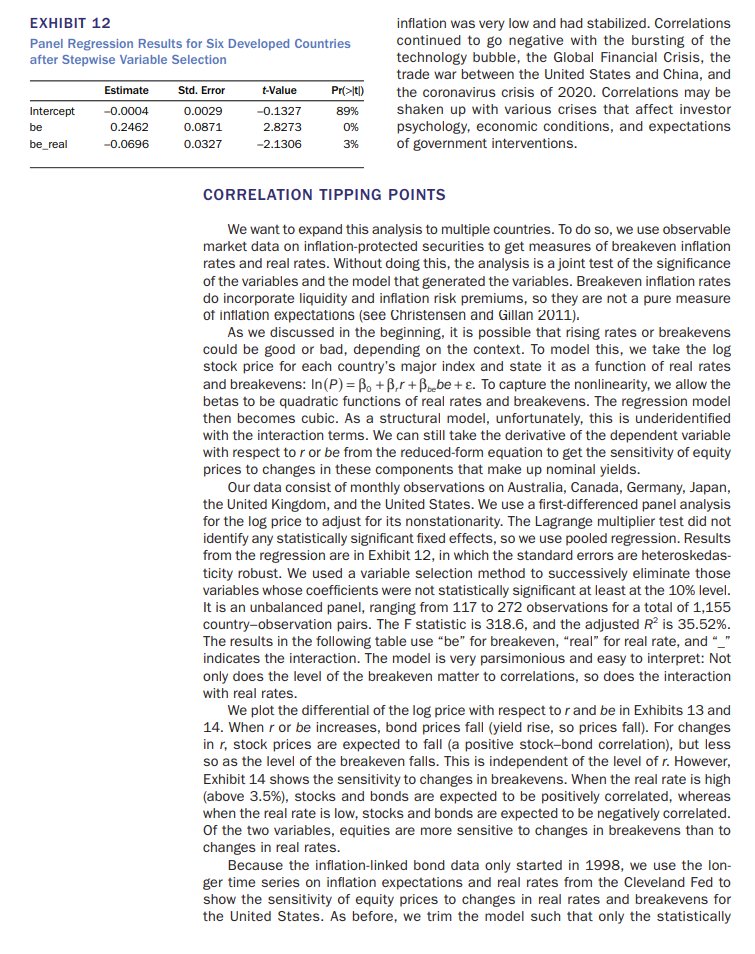 EXHIBIT 12
Panel Regression Results for Six Developed Countries
after Stepwise Variable Selection
Estimate Std. Error t-Value Pr(>|t|)
Intercept −0.0004 0.0029 −0.1327 89%
be 0.2462 0.0871 2.8273 0%
be_real −0.0696 0.0327 −2.1306 3%
inflation was very low and had stabilized. Correlations
continued to go negative with the bursting of the
technology bubble, the Global Financial Crisis, the
trade war between the United States and China, and
the coronavirus crisis of 2020. Correlations may be
shaken up with various crises that affect investor
psychology, economic conditions, and expectations
of government interventions.
CORRELATION TIPPING POINTS
We want to expand this analysis to multiple countries. To do so, we use observable
market data on inflation-protected securities to get measures of breakeven inflation
rates and real rates. Without doing this, the analysis is a joint test of the significance
of the variables and the model that generated the variables. Breakeven inflation rates
do incorporate liquidity and inflation risk premiums, so they are not a pure measure
of inflation expectations (see Christensen and Gillan 2011).
As we discussed in the beginning, it is possible that rising rates or breakevens
could be good or bad, depending on the context. To model this, we take the log
stock price for each country's major index and state it as a function of real rates
and breakevens: ln(P) = β₀ + βᵣr + β_be be + ε. To capture the nonlinearity, we allow the
betas to be quadratic functions of real rates and breakevens. The regression model
then becomes cubic. As a structural model, unfortunately, this is underidentified
with the interaction terms. We can still take the derivative of the dependent variable
with respect to r or be from the reduced-form equation to get the sensitivity of equity
prices to changes in these components that make up nominal yields.
Our data consist of monthly observations on Australia, Canada, Germany, Japan,
the United Kingdom, and the United States. We use a first-differenced panel analysis
for the log price to adjust for its nonstationarity. The Lagrange multiplier test did not
identify any statistically significant fixed effects, so we use pooled regression. Results
from the regression are in Exhibit 12, in which the standard errors are heteroskedas-
ticity robust. We used a variable selection method to successively eliminate those
variables whose coefficients were not statistically significant at least at the 10% level.
It is an unbalanced panel, ranging from 117 to 272 observations for a total of 1,155
country–observation pairs. The F statistic is 318.6, and the adjusted R² is 35.52%.
The results in the following table use “be” for breakeven, “real” for real rate, and “_”
indicates the interaction. The model is very parsimonious and easy to interpret: Not
only does the level of the breakeven matter to correlations, so does the interaction
with real rates.
We plot the differential of the log price with respect to r and be in Exhibits 13 and
14. When r or be increases, bond prices fall (yield rise, so prices fall). For changes
in r, stock prices are expected to fall (a positive stock–bond correlation), but less
so as the level of the breakeven falls. This is independent of the level of r. However,
Exhibit 14 shows the sensitivity to changes in breakevens. When the real rate is high
(above 3.5%), stocks and bonds are expected to be positively correlated, whereas
when the real rate is low, stocks and bonds are expected to be negatively correlated.
Of the two variables, equities are more sensitive to changes in breakevens than to
changes in real rates.
Because the inflation-linked bond data only started in 1998, we use the lon-
ger time series on inflation expectations and real rates from the Cleveland Fed to
show the sensitivity of equity prices to changes in real rates and breakevens for
the United States. As before, we trim the model such that only the statistically